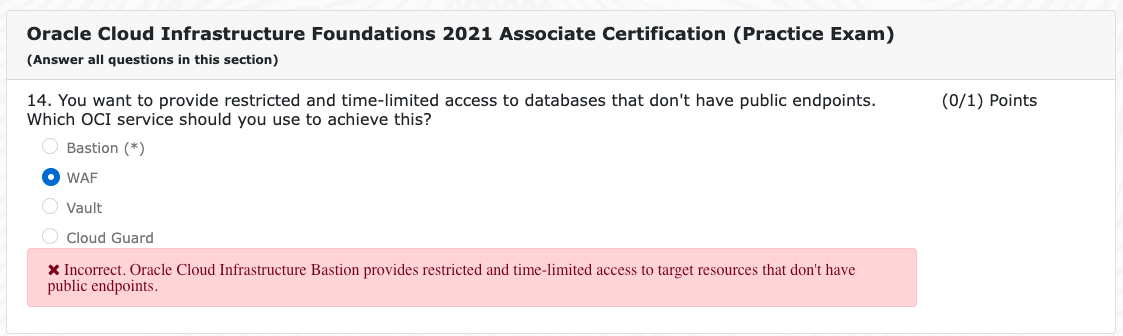 Oracle Cloud Infrastructure Foundations 2021 Associate Certification (Practice Exam)
(Answer all questions in this section)
14. You want to provide restricted and time-limited access to databases that don't have public endpoints.
Which OCI service should you use to achieve this?
(0/1) Points
Bastion (*)
WAF
Vault
Cloud Guard
✖ Incorrect. Oracle Cloud Infrastructure Bastion provides restricted and time-limited access to target resources that don't have
public endpoints.